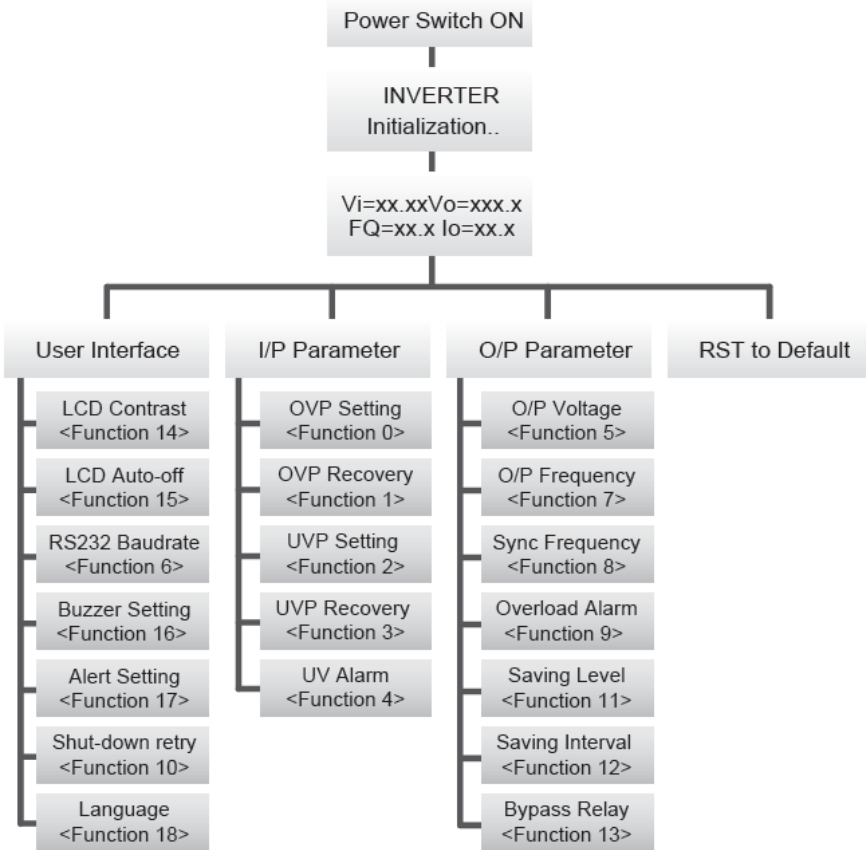 Power Switch ON
INVERTER
Initialization..
Vi=xx.xxVo=xxx.x
FQ=xx.x Io=xx.x
User Interface
LCD Contrast
<Function 14>
LCD Auto-off
<Function 15>
RS232 Baudrate
<Function 6>
Buzzer Setting
<Function 16>
Alert Setting
<Function 17>
Shut-down retry
<Function 10>
Language
<Function 18>
I/P Parameter
OVP Setting
<Function 0>
OVP Recovery
<Function 1>
UVP Setting
<Function 2>
UVP Recovery
<Function 3>
UV Alarm
<Function 4>
O/P Parameter
O/P Voltage
<Function 5>
O/P Frequency
<Function 7>
Sync Frequency
<Function 8>
Overload Alarm
<Function 9>
Saving Level
<Function 11>
Saving Interval
<Function 12>
Bypass Relay
<Function 13>
RST to Default